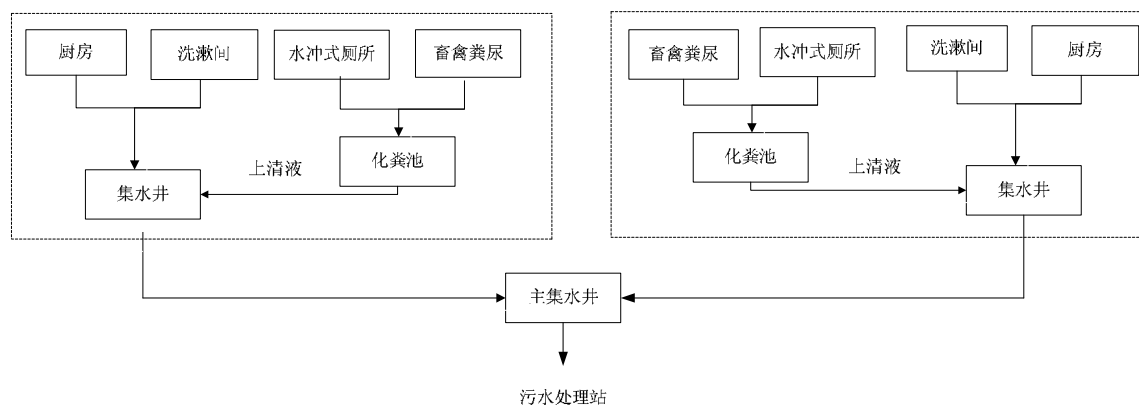 厨房
洗漱间
水冲式厕所
畜禽粪尿
化粪池
上清液
集水井
畜禽粪尿
水冲式厕所
洗漱间
厨房
化粪池
上清液
集水井
主集水井
污水处理站